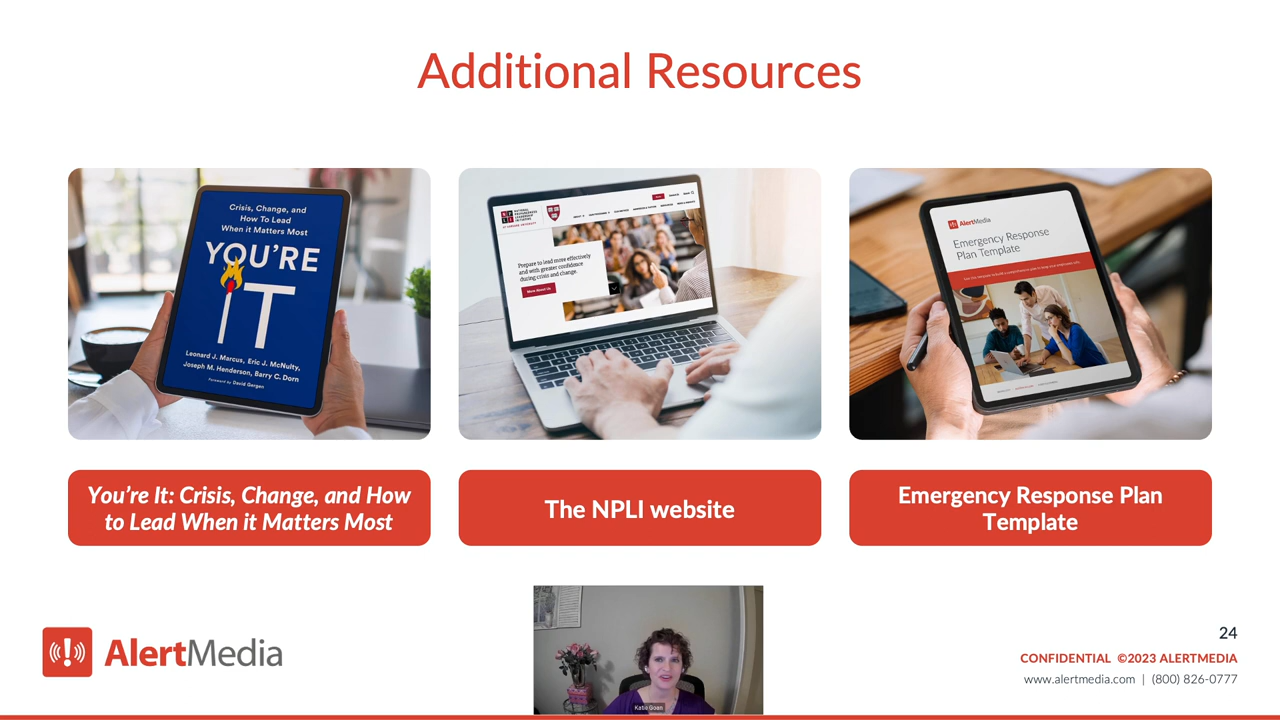 Additional Resources
Crisis, Change, and
How To Lead
When it Matters Most
YOU'RE
IT
Leonard J. Marcus, Eric J. McNulty,
Joseph M. Henderson, Barry C. Dorn
Foreword by David Gergen
Prepare to lead more effectively
and with greater confidence
during crisis and change.
More About Us
AlertMedia
Emergency Response
Plan Template
You're It: Crisis, Change, and How
to Lead When it Matters Most
The NPLI website
Emergency Response Plan
Template
AlertMedia
Katie Goen
24
CONFIDENTIAL ©2023 ALERTMEDIA
www.alertmedia.com | (800) 826-0777